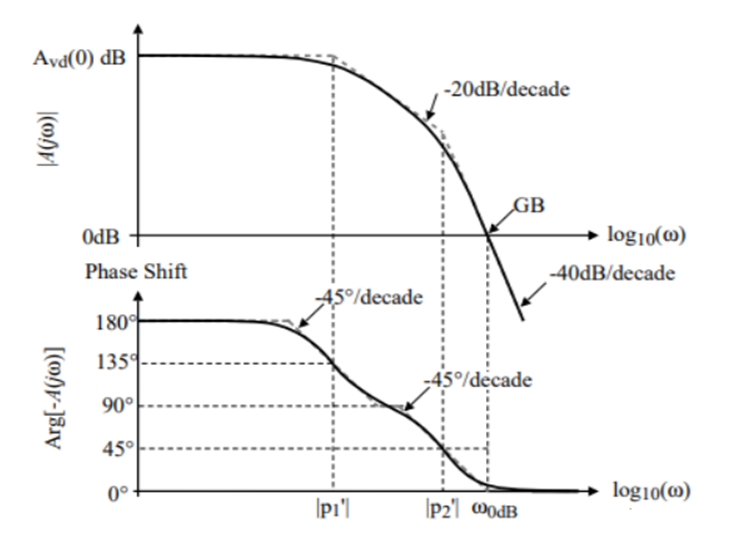 Avd(0) dB
|A(jω)|
-20dB/decade
GB
0dB
log10(ω)
-40dB/decade
Phase Shift
-45°/decade
180°
135°
Arg[-A(jω)]
-45°/decade
90°
45°
0°
log10(ω)
|p1'| |p2'| ω0dB